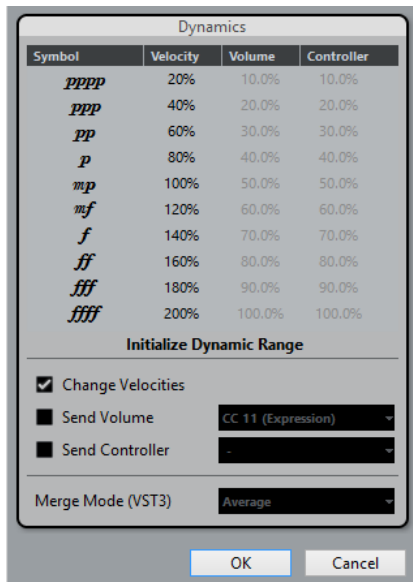 Dynamics
Symbol Velocity Volume Controller
pppp 20% 10.0% 10.0%
ppp 40% 20.0% 20.0%
pp 60% 30.0% 30.0%
p 80% 40.0% 40.0%
mp 100% 50.0% 50.0%
mf 120% 60.0% 60.0%
f 140% 70.0% 70.0%
ff 160% 80.0% 80.0%
fff 180% 90.0% 90.0%
ffff 200% 100.0% 100.0%
Initialize Dynamic Range
Change Velocities
Send Volume CC 11 (Expression)
Send Controller -
Merge Mode (VST3) Average
OK Cancel